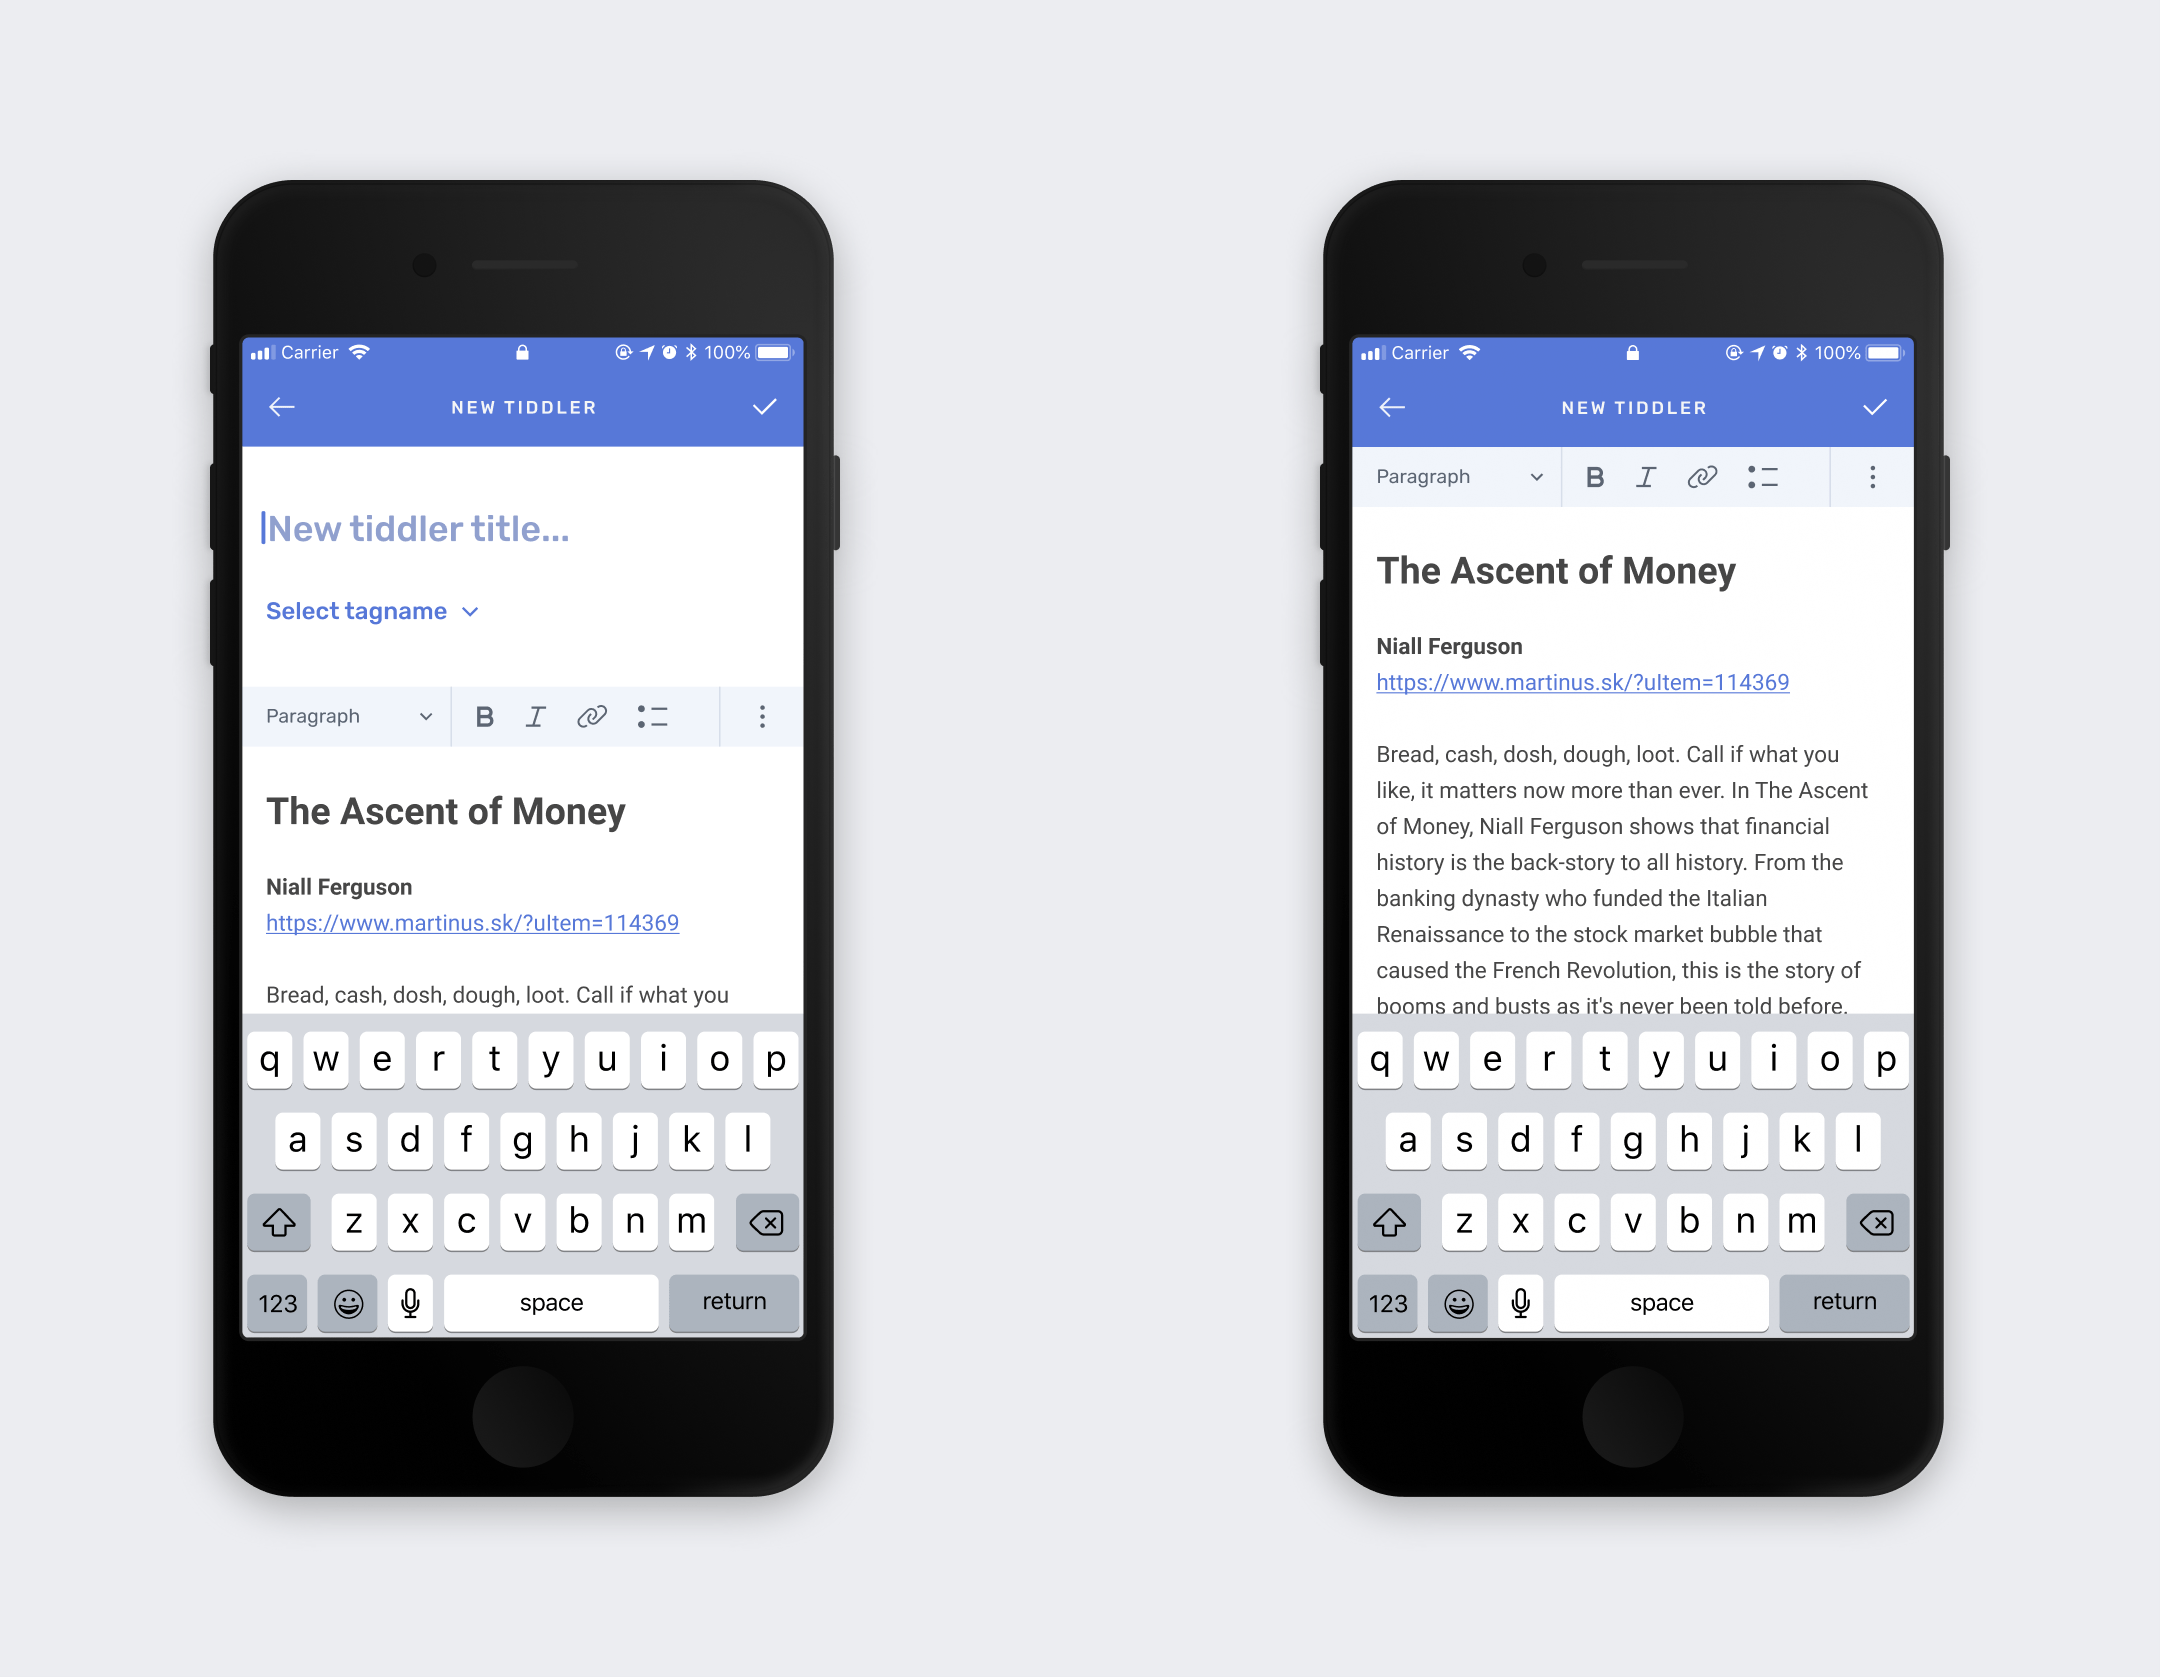 Carrier 100%
NEW TIDDLER
New tiddler title...
Select tagname
Paragraph B I
The Ascent of Money
Niall Ferguson
https://www.martinus.sk/?uItem=114369
Bread, cash, dosh, dough, loot. Call if what you
q w e r t y u i o p
a s d f g h j k l
z x c v b n m
123 space return
Carrier 100%
NEW TIDDLER
Paragraph B I
The Ascent of Money
Niall Ferguson
https://www.martinus.sk/?uItem=114369
Bread, cash, dosh, dough, loot. Call if what you
like, it matters now more than ever. In The Ascent
of Money, Niall Ferguson shows that financial
history is the back-story to all history. From the
banking dynasty who funded the Italian
Renaissance to the stock market bubble that
caused the French Revolution, this is the story of
booms and busts as it's never been told before.
q w e r t y u i o p
a s d f g h j k l
z x c v b n m
123 space return